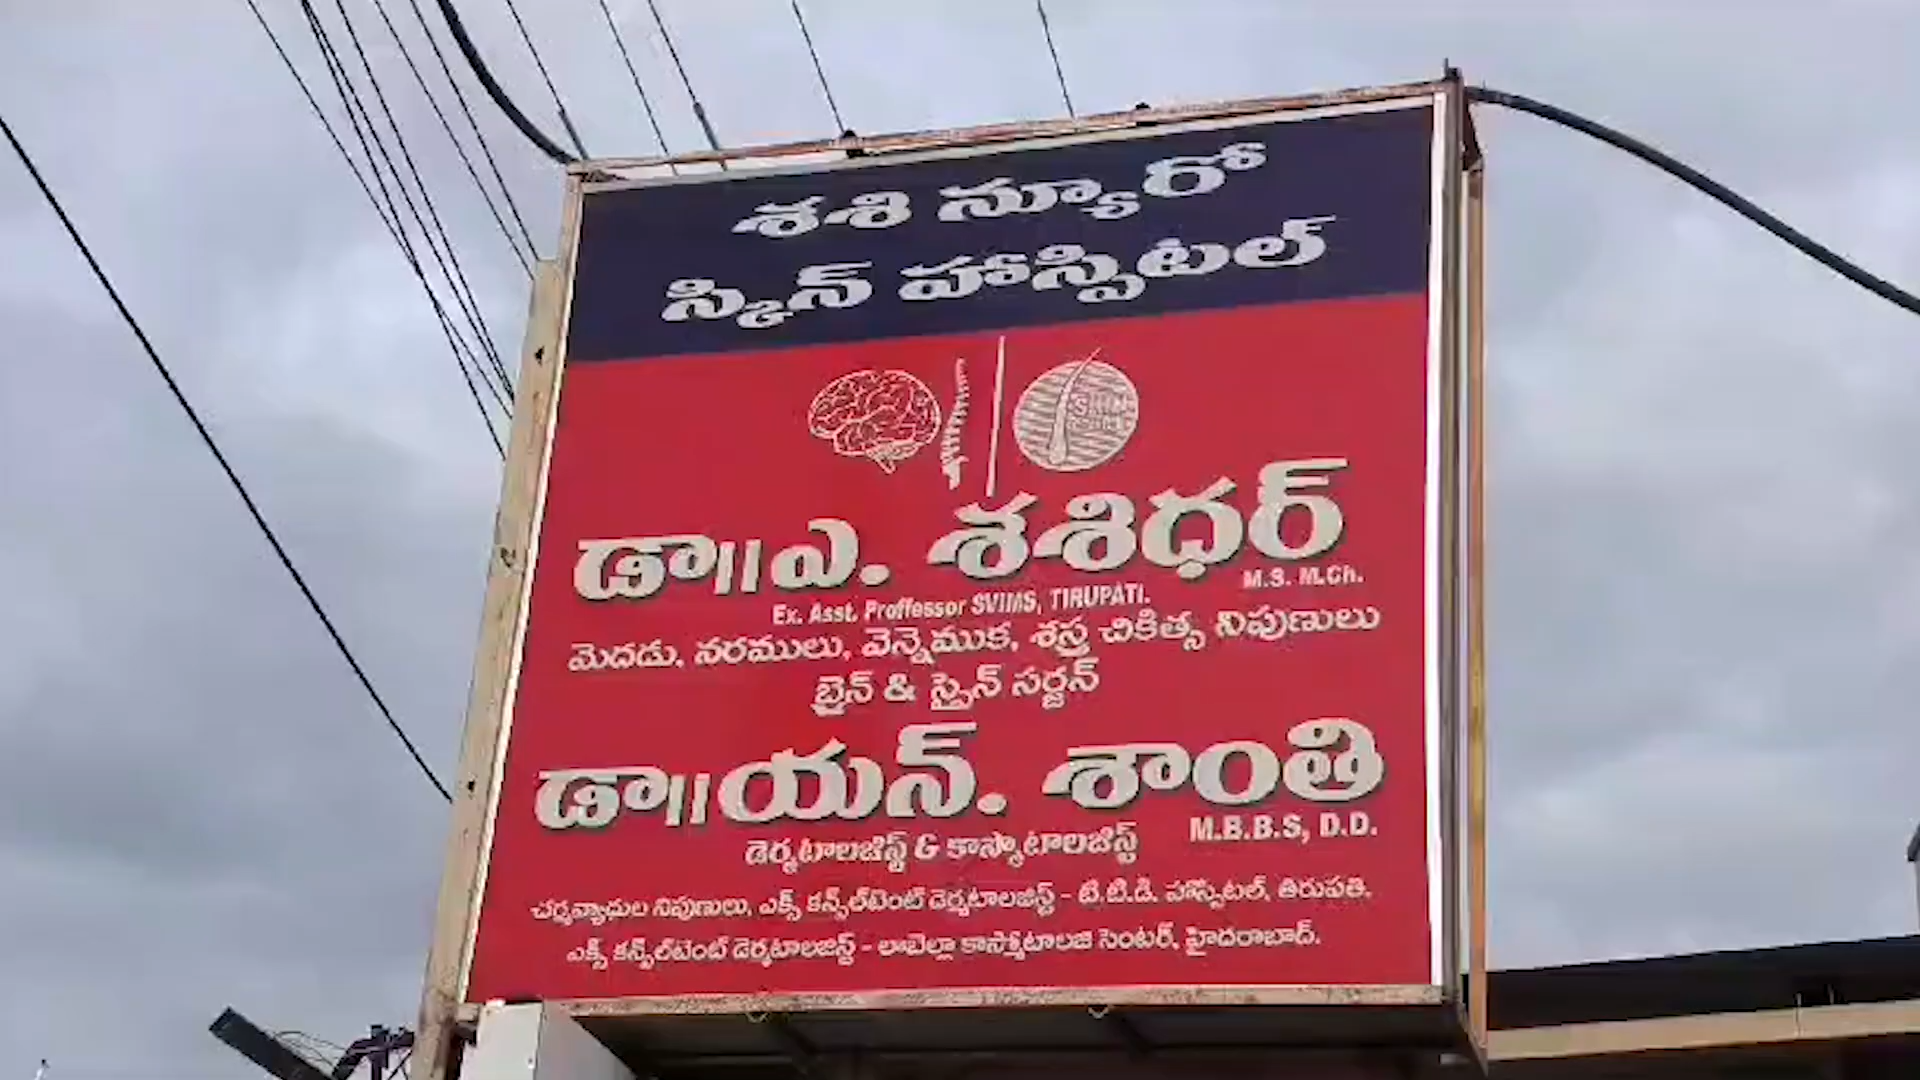 శశి న్యూరో
స్కిన్ హాస్పిటల్
SKIN
డా॥ఎ. శశిధర్
M.S. M.Ch.
Ex. Asst. Proffessor SVIMS, TIRUPATI.
మెదడు, నరములు, వెన్నెముక, శస్త్ర చికిత్స నిపుణులు
బ్రైన్ & స్పైన్ సర్జన్
డా॥యన్. శాంతి
M.B.B.S, D.D.
డెర్మటాలజిస్ట్ & కాస్మొటాలజిస్ట్
చర్మవ్యాధుల నిపుణులు, ఎక్స్ కన్సల్‌టెంట్ డెర్మటాలజిస్ట్ - టి.టి.డి. హాస్పిటల్, తిరుపతి.
ఎక్స్ కన్సల్‌టెంట్ డెర్మటాలజిస్ట్ - లాబెల్లా కాస్మోటాలజి సెంటర్, హైదరాబాద్.